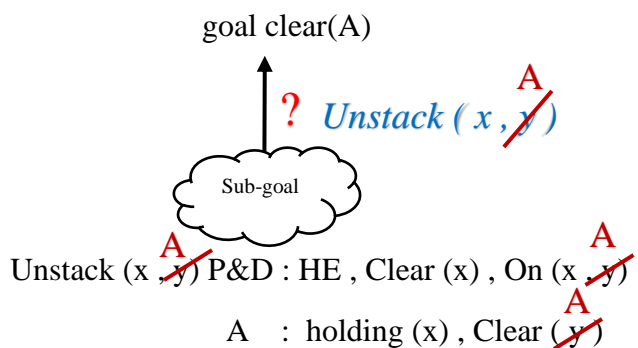 goal clear(A)
A
? Unstack ( x , y )
Sub-goal
A A
Unstack (x , y) P&D : HE , Clear (x) , On (x , y)
A
A : holding (x) , Clear ( y )